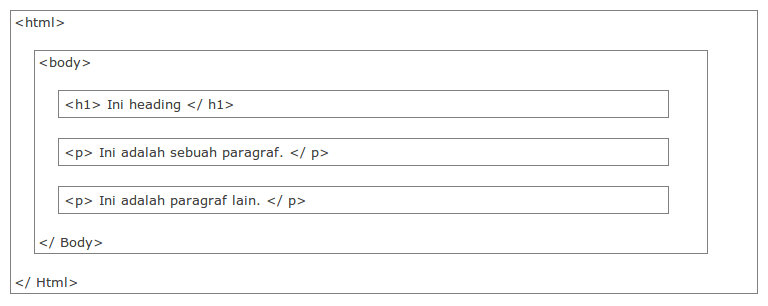 <html>
<body>
<h1> Ini heading </ h1>
<p> Ini adalah sebuah paragraf. </ p>
<p> Ini adalah paragraf lain. </ p>
</ Body>
</ Html>